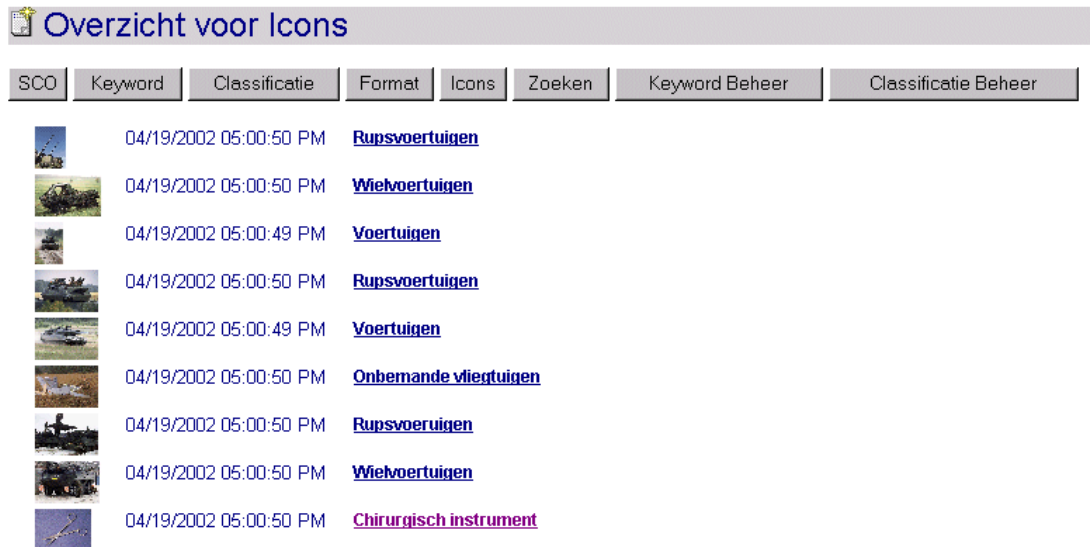 Overzicht voor Icons
SCO Keyword Classificatie Format Icons Zoeken Keyword Beheer Classificatie Beheer
04/19/2002 05:00:50 PM Rupsvoertuigen
04/19/2002 05:00:50 PM Wielvoertuigen
04/19/2002 05:00:49 PM Voertuigen
04/19/2002 05:00:50 PM Rupsvoertuigen
04/19/2002 05:00:49 PM Voertuigen
04/19/2002 05:00:50 PM Onbemande vliegtuigen
04/19/2002 05:00:50 PM Rupsvoeruigen
04/19/2002 05:00:50 PM Wielvoertuigen
04/19/2002 05:00:50 PM Chirurgisch instrument